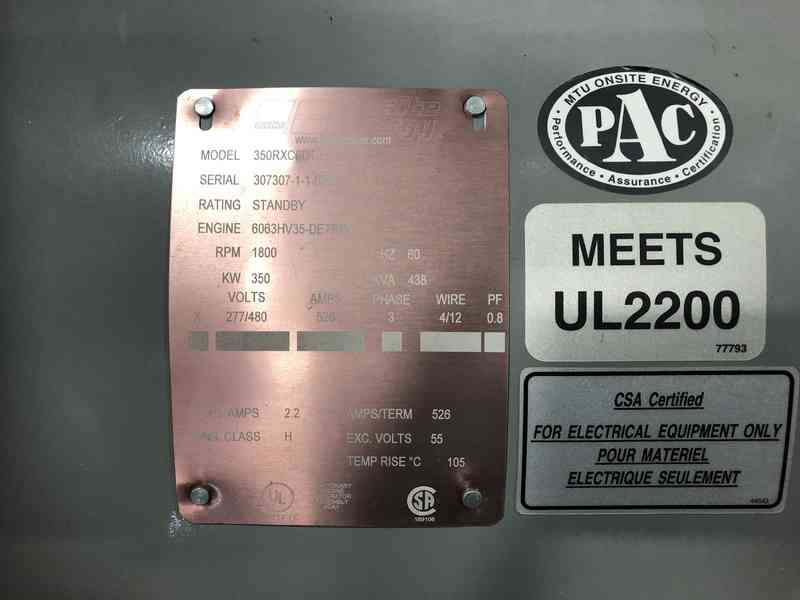 MODEL
SERIAL 307307-1-1
RATING STANDBY
ENGINE
RPM 1800 HZ 60
KW 350 KVA 438
VOLTS AMPS PHASE WIRE PF
X 277/480 526 3 4/12 0.8
AMPS 2.2 AMPS/TERM 526
CLASS H EXC. VOLTS 55
TEMP RISE °C 105
UL
CSA
189106
MTU ONSITE ENERGY
PAC
• Performance • Assurance • Certification •
MEETS
UL2200
77793
CSA Certified
FOR ELECTRICAL EQUIPMENT ONLY
POUR MATERIEL
ELECTRIQUE SEULEMENT